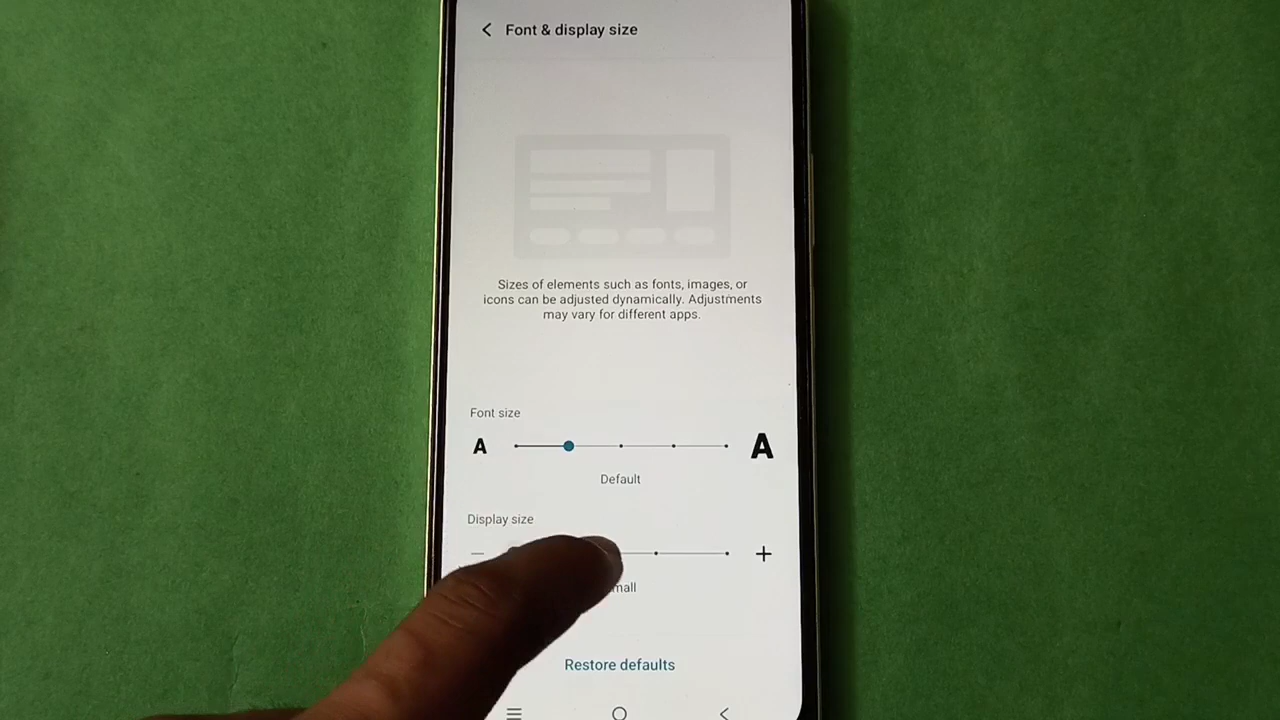 Font & display size
Sizes of elements such as fonts, images, or
icons can be adjusted dynamically. Adjustments
may vary for different apps.
Font size
A A
Default
Display size
Restore defaults